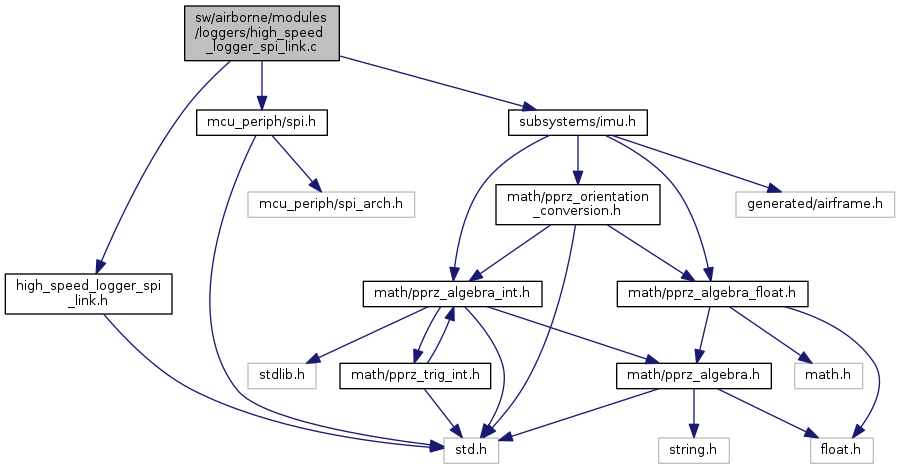 sw/airborne/modules
/loggers/high_speed
_logger_spi_link.c
mcu_periph/spi.h
subsystems/imu.h
mcu_periph/spi_arch.h
math/pprz_orientation
_conversion.h
generated/airframe.h
high_speed_logger_spi
_link.h
math/pprz_algebra_int.h
math/pprz_algebra_float.h
stdlib.h
math/pprz_trig_int.h
math/pprz_algebra.h
math.h
std.h
string.h
float.h